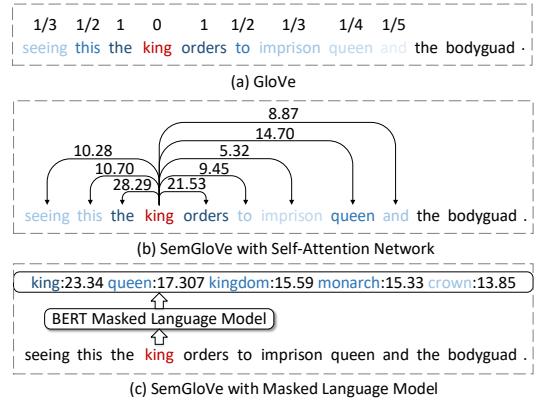 1/3 1/2 1 0 1 1/2 1/3 1/4 1/5
seeing this the king orders to imprison queen and the bodyguad .
(a) GloVe
8.87
14.70
10.28 5.32
10.70 9.45
28.29 21.53
seeing this the king orders to imprison queen and the bodyguad .
(b) SemGloVe with Self-Attention Network
king:23.34 queen:17.307 kingdom:15.59 monarch:15.33 crown:13.85
BERT Masked Language Model
seeing this the king orders to imprison queen and the bodyguad .
(c) SemGloVe with Masked Language Model